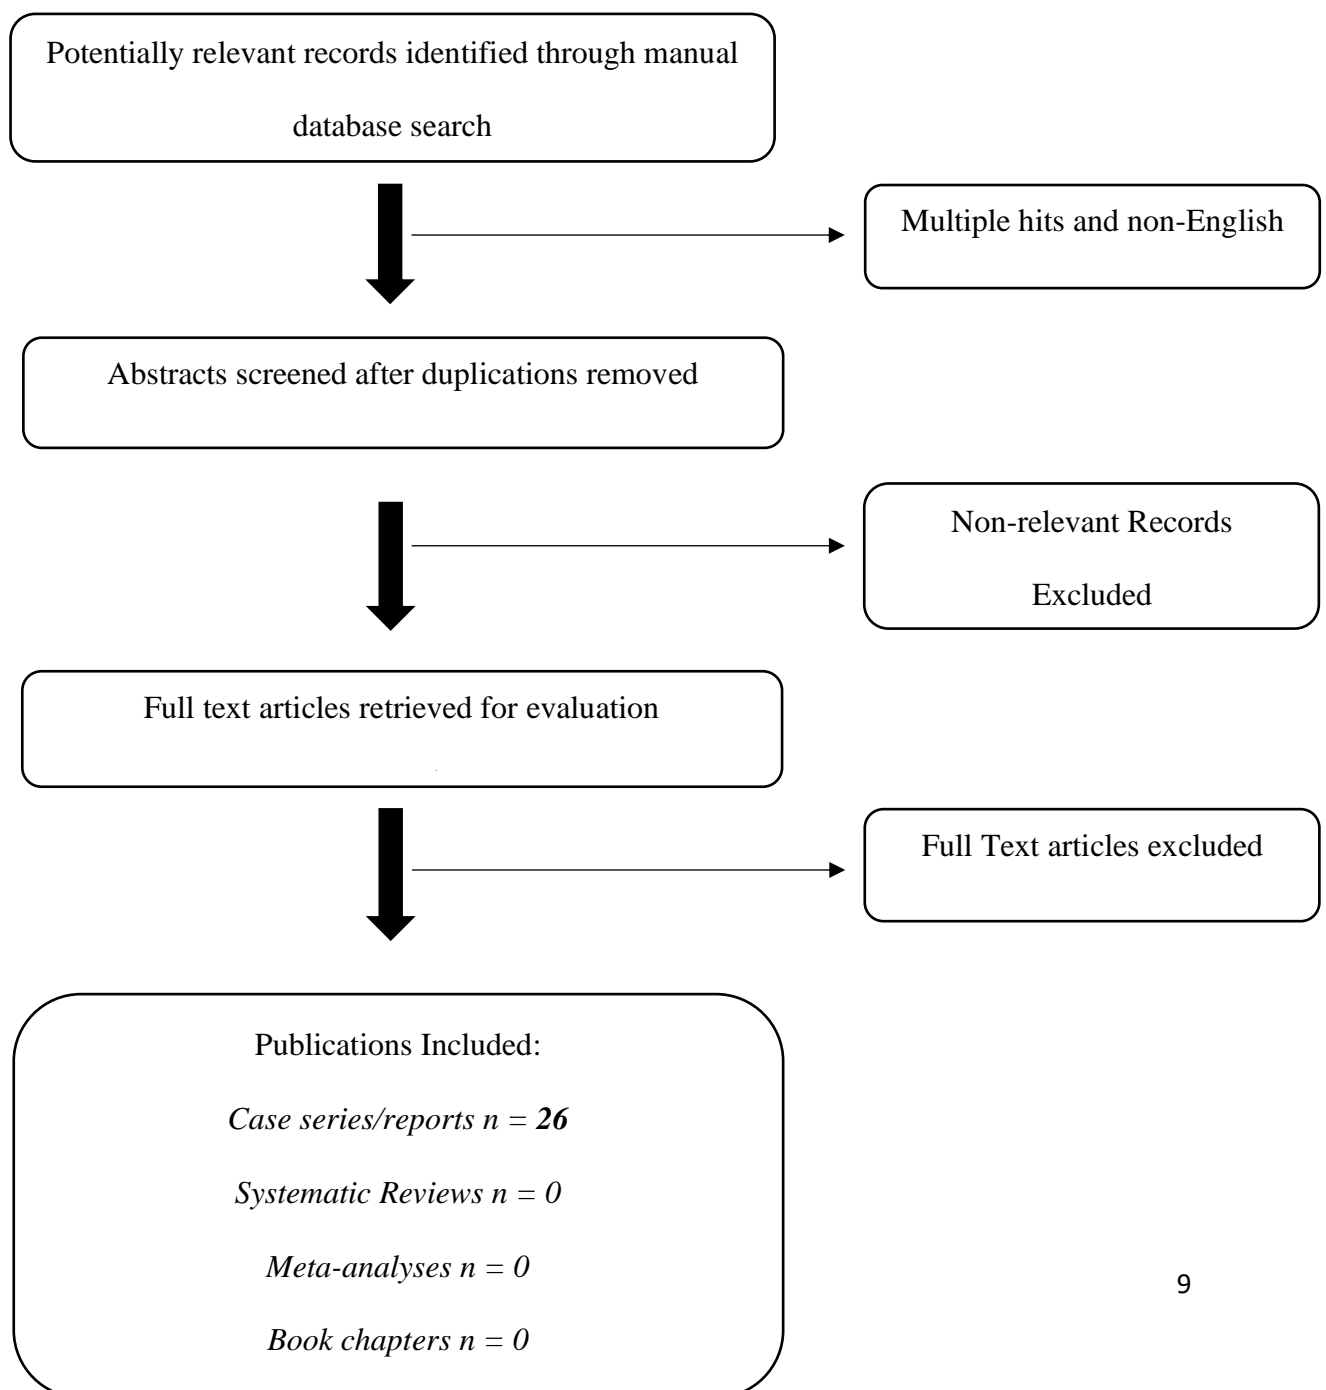 Potentially relevant records identified through manual
database search
Multiple hits and non-English
Abstracts screened after duplications removed
Non-relevant Records
Excluded
Full text articles retrieved for evaluation
Full Text articles excluded
Publications Included:
Case series/reports n = 26
Systematic Reviews n = 0
Meta-analyses n = 0
Book chapters n = 0
9